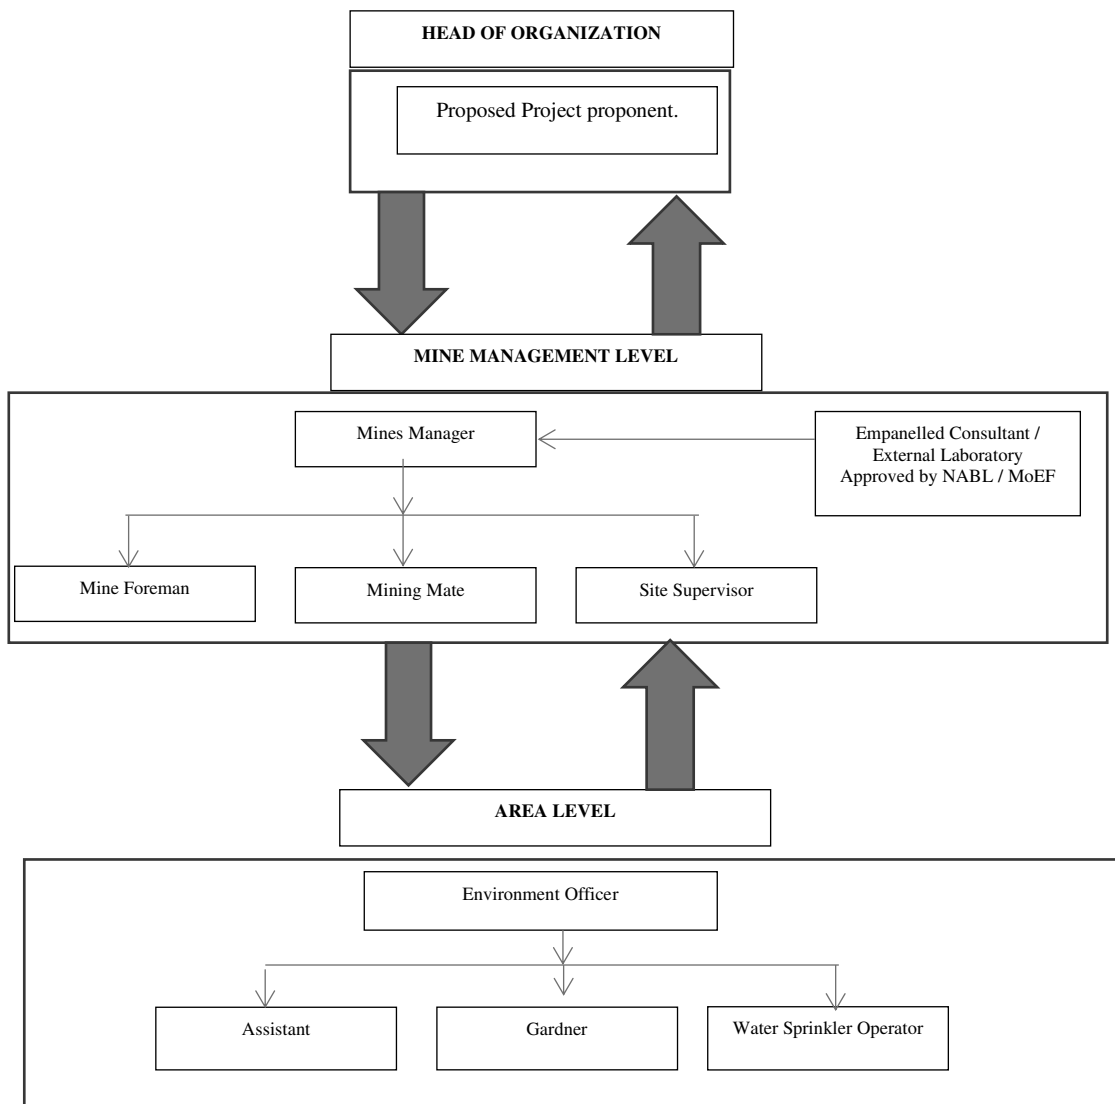 HEAD OF ORGANIZATION
Proposed Project proponent.
MINE MANAGEMENT LEVEL
Mines Manager
Empanelled Consultant /
External Laboratory
Approved by NABL / MoEF
Mine Foreman
Mining Mate
Site Supervisor
AREA LEVEL
Environment Officer
Assistant
Gardner
Water Sprinkler Operator